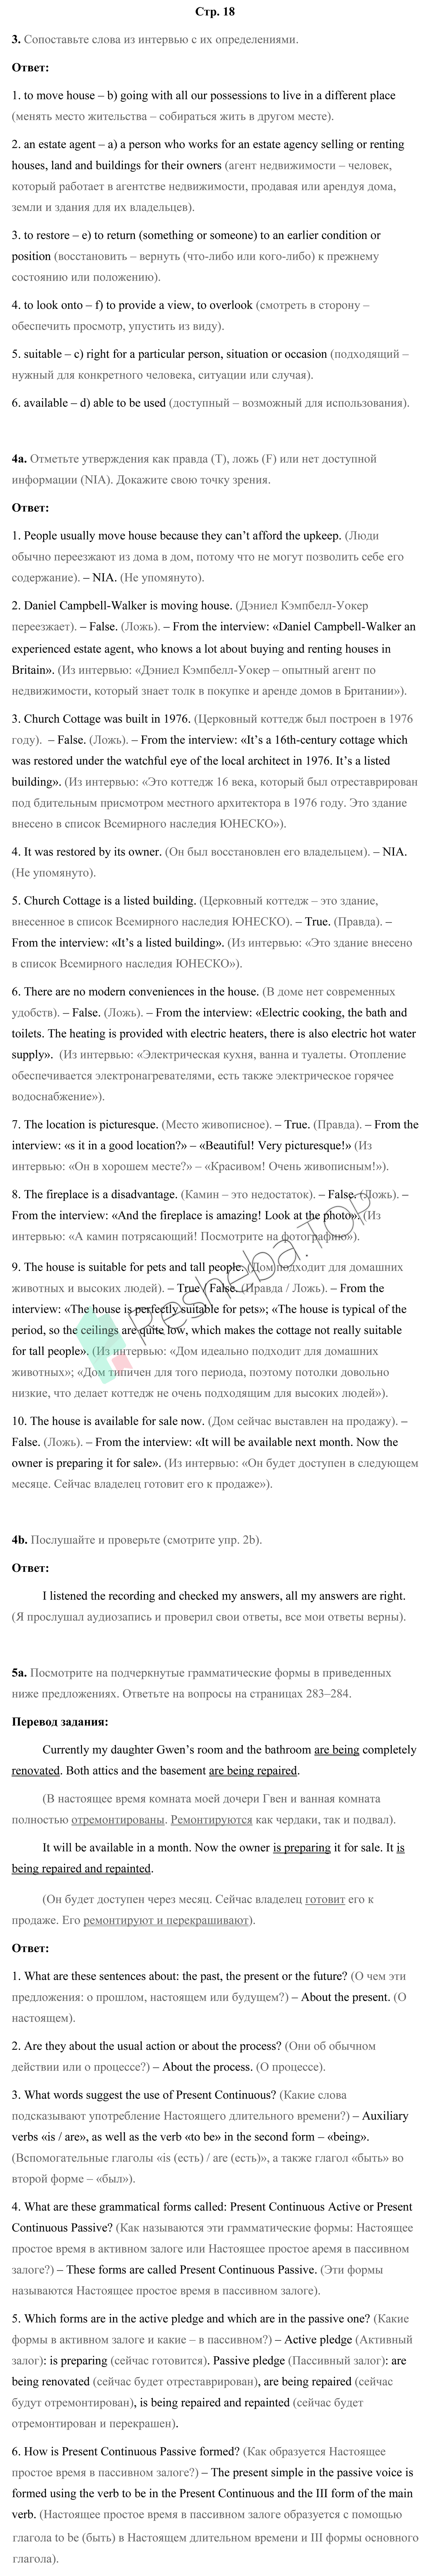 Стр. 18
3. Сопоставьте слова из интервью с их определениями.
Ответ:
1. to move house – b) going with all our possessions to live in a different place
(менять место жительства – собираться жить в другом месте).
2. an estate agent – a) a person who works for an estate agency selling or renting
houses, land and buildings for their owners (агент недвижимости – человек,
который работает в агентстве недвижимости, продавая или арендуя дома,
земли и здания для их владельцев).
3. to restore – e) to return (something or someone) to an earlier condition or
position (восстановить – вернуть (что-либо или кого-либо) к прежнему
состоянию или положению).
4. to look onto – f) to provide a view, to overlook (смотреть в сторону –
обеспечить просмотр, упустить из виду).
5. suitable – c) right for a particular person, situation or occasion (подходящий –
нужный для конкретного человека, ситуации или случая).
6. available – d) able to be used (доступный – возможный для использования).
4a. Отметьте утверждения как правда (T), ложь (F) или нет доступной
информации (NIA). Докажите свою точку зрения.
Ответ:
1. People usually move house because they can’t afford the upkeep. (Люди
обычно переезжают из дома в дом, потому что не могут позволить себе его
содержание). – NIA. (Не упомянуто).
2. Daniel Campbell-Walker is moving house. (Дэниел Кэмпбелл-Уокер
переезжает). – False. (Ложь). – From the interview: «Daniel Campbell-Walker an
experienced estate agent, who knows a lot about buying and renting houses in
Britain». (Из интервью: «Дэниел Кэмпбелл-Уокер – опытный агент по
недвижимости, который знает толк в покупке и аренде домов в Британии»).
3. Church Cottage was built in 1976. (Церковный коттедж был построен в 1976
году). – False. (Ложь). – From the interview: «It’s a 16th-century cottage which
was restored under the watchful eye of the local architect in 1976. It’s a listed
building». (Из интервью: «Это коттедж 16 века, который был отреставрирован
под бдительным присмотром местного архитектора в 1976 году. Это здание
внесено в список Всемирного наследия ЮНЕСКО»).
4. It was restored by its owner. (Он был восстановлен его владельцем). – NIA.
(Не упомянуто).
5. Church Cottage is a listed building. (Церковный коттедж – это здание,
внесенное в список Всемирного наследия ЮНЕСКО). – True. (Правда). –
From the interview: «It’s a listed building». (Из интервью: «Это здание внесено
в список Всемирного наследия ЮНЕСКО»).
6. There are no modern conveniences in the house. (В доме нет современных
удобств). – False. (Ложь). – From the interview: «Electric cooking, the bath and
toilets. The heating is provided with electric heaters, there is also electric hot water
supply». (Из интервью: «Электрическая кухня, ванна и туалеты. Отопление
обеспечивается электронагревателями, есть также электрическое горячее
водоснабжение»).
7. The location is picturesque. (Место живописное). – True. (Правда). – From the
interview: «s it in a good location?» – «Beautiful! Very picturesque!» (Из
интервью: «Он в хорошем месте?» – «Красивом! Очень живописным!»).
8. The fireplace is a disadvantage. (Камин – это недостаток). – False. (Ложь). –
From the interview: «And the fireplace is amazing! Look at the photo». (Из
интервью: «А камин потрясающий! Посмотрите на фотографию»).
9. The house is suitable for pets and tall people. (Дом подходит для домашних
животных и высоких людей). – True / False. (Правда / Ложь). – From the
interview: «The house is perfectly suitable for pets»; «The house is typical of the
period, so the ceilings are quite low, which makes the cottage not really suitable
for tall people». (Из интервью: «Дом идеально подходит для домашних
животных»; «Дом типичен для того периода, поэтому потолки довольно
низкие, что делает коттедж не очень подходящим для высоких людей»).
10. The house is available for sale now. (Дом сейчас выставлен на продажу). –
False. (Ложь). – From the interview: «It will be available next month. Now the
owner is preparing it for sale». (Из интервью: «Он будет доступен в следующем
месяце. Сейчас владелец готовит его к продаже»).
Resheba.Top
4b. Послушайте и проверьте (смотрите упр. 2b).
Ответ:
I listened the recording and checked my answers, all my answers are right.
(Я прослушал аудиозапись и проверил свои ответы, все мои ответы верны).
5a. Посмотрите на подчеркнутые грамматические формы в приведенных
ниже предложениях. Ответьте на вопросы на страницах 283–284.
Перевод задания:
Currently my daughter Gwen’s room and the bathroom are being completely
renovated. Both attics and the basement are being repaired.
(В настоящее время комната моей дочери Гвен и ванная комната
полностью отремонтированы. Ремонтируются как чердаки, так и подвал).
It will be available in a month. Now the owner is preparing it for sale. It is
being repaired and repainted.
(Он будет доступен через месяц. Сейчас владелец готовит его к
продаже. Его ремонтируют и перекрашивают).
Ответ:
1. What are these sentences about: the past, the present or the future? (О чем эти
предложения: о прошлом, настоящем или будущем?) – About the present. (О
настоящем).
2. Are they about the usual action or about the process? (Они об обычном
действии или о процессе?) – About the process. (О процессе).
3. What words suggest the use of Present Continuous? (Какие слова
подсказывают употребление Настоящего длительного времени?) – Auxiliary
verbs «is / are», as well as the verb «to be» in the second form – «being».
(Вспомогательные глаголы «is (есть) / are (есть)», а также глагол «быть» во
второй форме – «был»).
4. What are these grammatical forms called: Present Continuous Active or Present
Continuous Passive? (Как называются эти грамматические формы: Настоящее
простое время в активном залоге или Настоящее простое аремя в пассивном
залоге?) – These forms are called Present Continuous Passive. (Эти формы
называются Настоящее простое время в пассивном залоге).
5. Which forms are in the active pledge and which are in the passive one? (Какие
формы в активном залоге и какие – в пассивном?) – Active pledge (Активный
залог): is preparing (сейчас готовится). Passive pledge (Пассивный залог): are
being renovated (сейчас будет отреставрирован), are being repaired (сейчас
будут отремонтирован), is being repaired and repainted (сейчас будет
отремонтирован и перекрашен).
6. How is Present Continuous Passive formed? (Как образуется Настоящее
простое время в пассивном залоге?) – The present simple in the passive voice is
formed using the verb to be in the Present Continuous and the III form of the main
verb. (Настоящее простое время в пассивном залоге образуется с помощью
глагола to be (быть) в Настоящем длительном времени и III формы основного
глагола).